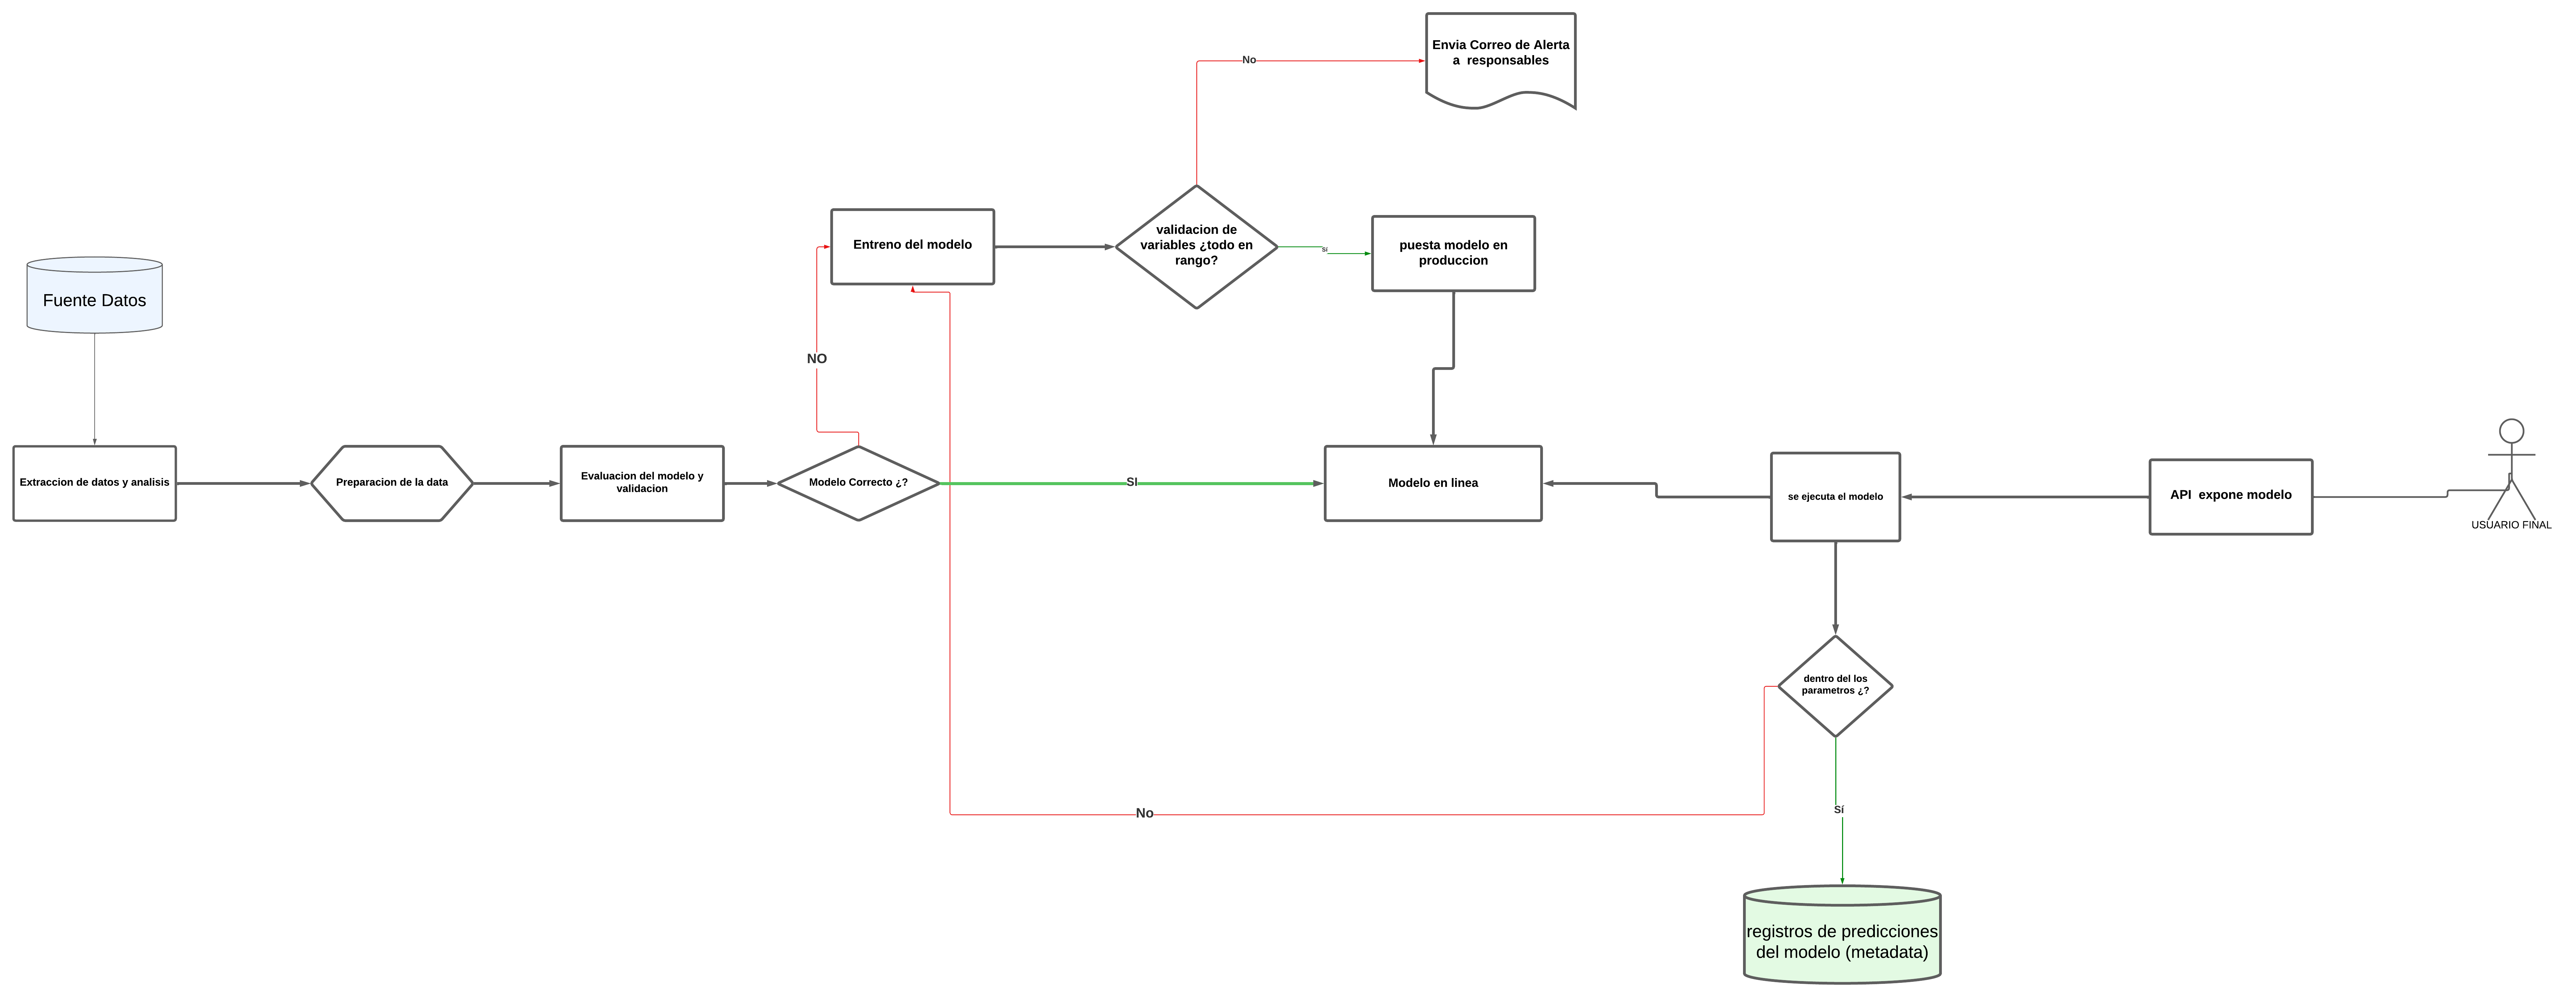 Envia Correo de Alerta
a  responsables
No
validacion de
variables ¿todo en
rango?
Entreno del modelo
sí
puesta modelo en
produccion
Fuente Datos
NO
Extraccion de datos y analisis
Preparacion de la data
Evaluacion del modelo y
validacion
Modelo Correcto ¿?
SI
Modelo en linea
se ejecuta el modelo
API  expone modelo
USUARIO FINAL
dentro del los
parametros ¿?
No
Sí
registros de predicciones
del modelo (metadata)